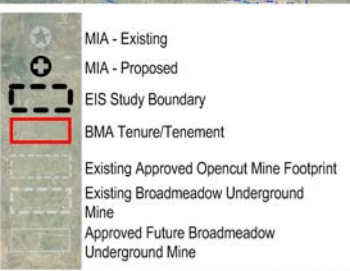 MIA - Existing
MIA - Proposed
EIS Study Boundary
BMA Tenure/Tenement
Existing Approved Opencut Mine Footprint
Existing Broadmeadow Underground
Mine
Approved Future Broadmeadow
Underground Mine